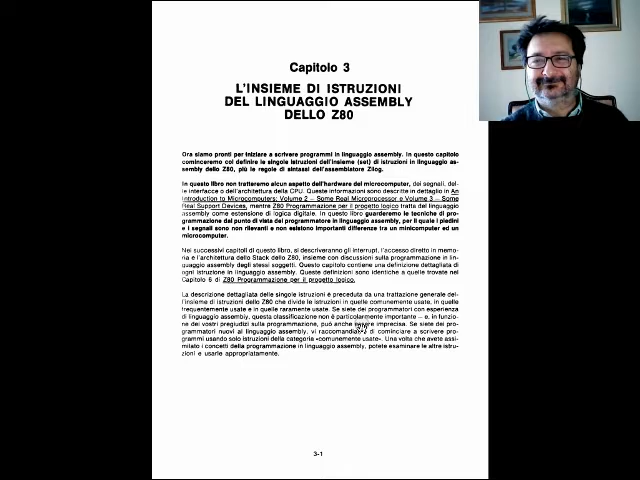 Capitolo 3
L'INSIEME DI ISTRUZIONI
DEL LINGUAGGIO ASSEMBLY
DELLO Z80
Ora siamo pronti per iniziare a scrivere programmi in linguaggio assembly. In questo capitolo
cominceremo col definire le singole istruzioni dell'insieme (set) di istruzioni in linguaggio as-
sembly dello Z80, più le regole di sintassi dell'assemblatore Zilog.
In questo libro non tratteremo alcun aspetto dell'hardware del microcomputer, dei segnali, del-
le interfacce o dell'architettura della CPU. Queste informazioni sono descritte in dettaglio in An
Introduction to Microcomputers: Volume 2 — Some Real Microprocessor e Volume 3 — Some
Real Support Devices, mentre Z80 Programmazione per il progetto logico tratta del linguaggio
assembly come estensione di logica digitale. In questo libro guarderemo le tecniche di pro-
grammazione dal punto di vista del programmatore in linguaggio assembly, per il quale i piedini
e i segnali sono non rilevanti e non esistono importanti differenze tra un minicomputer ed un
microcomputer.
Nei successivi capitoli di questo libro, si descriveranno gli interrupt, l'accesso diretto in memo-
ria e l'architettura dello Stack dello Z80, insieme con discussioni sulla programmazione in lin-
guaggio assembly degli stessi soggetti. Questo capitolo contiene una definizione dettagliata di
ogni istruzione in linguaggio assembly. Queste definizioni sono identiche a quelle trovate nel
Capitolo 6 di Z80 Programmazione per il progetto logico.
La descrizione dettagliata delle singole istruzioni è preceduta da una trattazione generale del-
l'insieme di istruzioni dello Z80 che divide le istruzioni in quelle comunemente usate, in quelle
frequentemente usate e in quelle raramente usate. Se siete dei programmatori con esperienza
di linguaggio assembly, questa classificazione non è particolarmente importante — e, in funzio-
ne dei vostri pregiudizi sulla programmazione, può anche essere imprecisa. Se siete dei pro-
grammatori nuovi al linguaggio assembly, vi raccomandiamo di cominciare a scrivere pro-
grammi usando solo istruzioni della categoria «comunemente usate». Una volta che avete assi-
milato i concetti della programmazione in linguaggio assembly, potete esaminare le altre istru-
zioni e usarle appropriatamente.
3-1